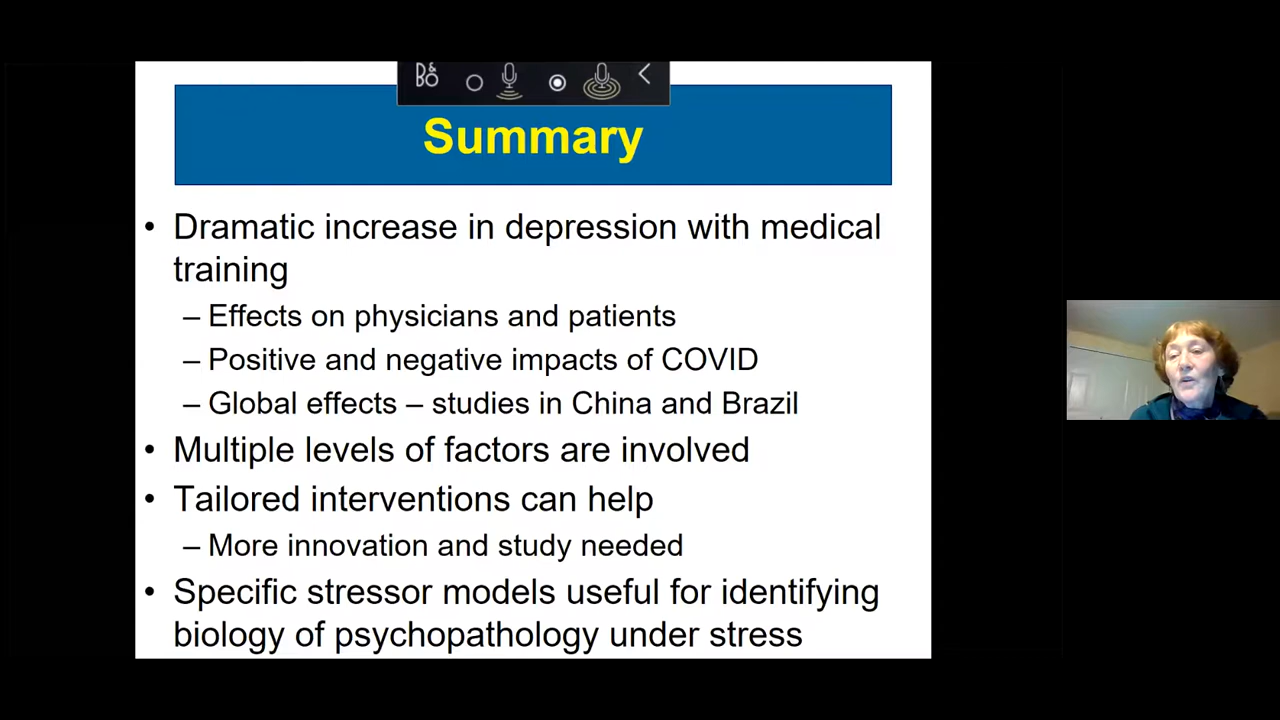 B&
BO
Summary
• Dramatic increase in depression with medical
training
– Effects on physicians and patients
– Positive and negative impacts of COVID
– Global effects – studies in China and Brazil
• Multiple levels of factors are involved
• Tailored interventions can help
– More innovation and study needed
• Specific stressor models useful for identifying
biology of psychopathology under stress